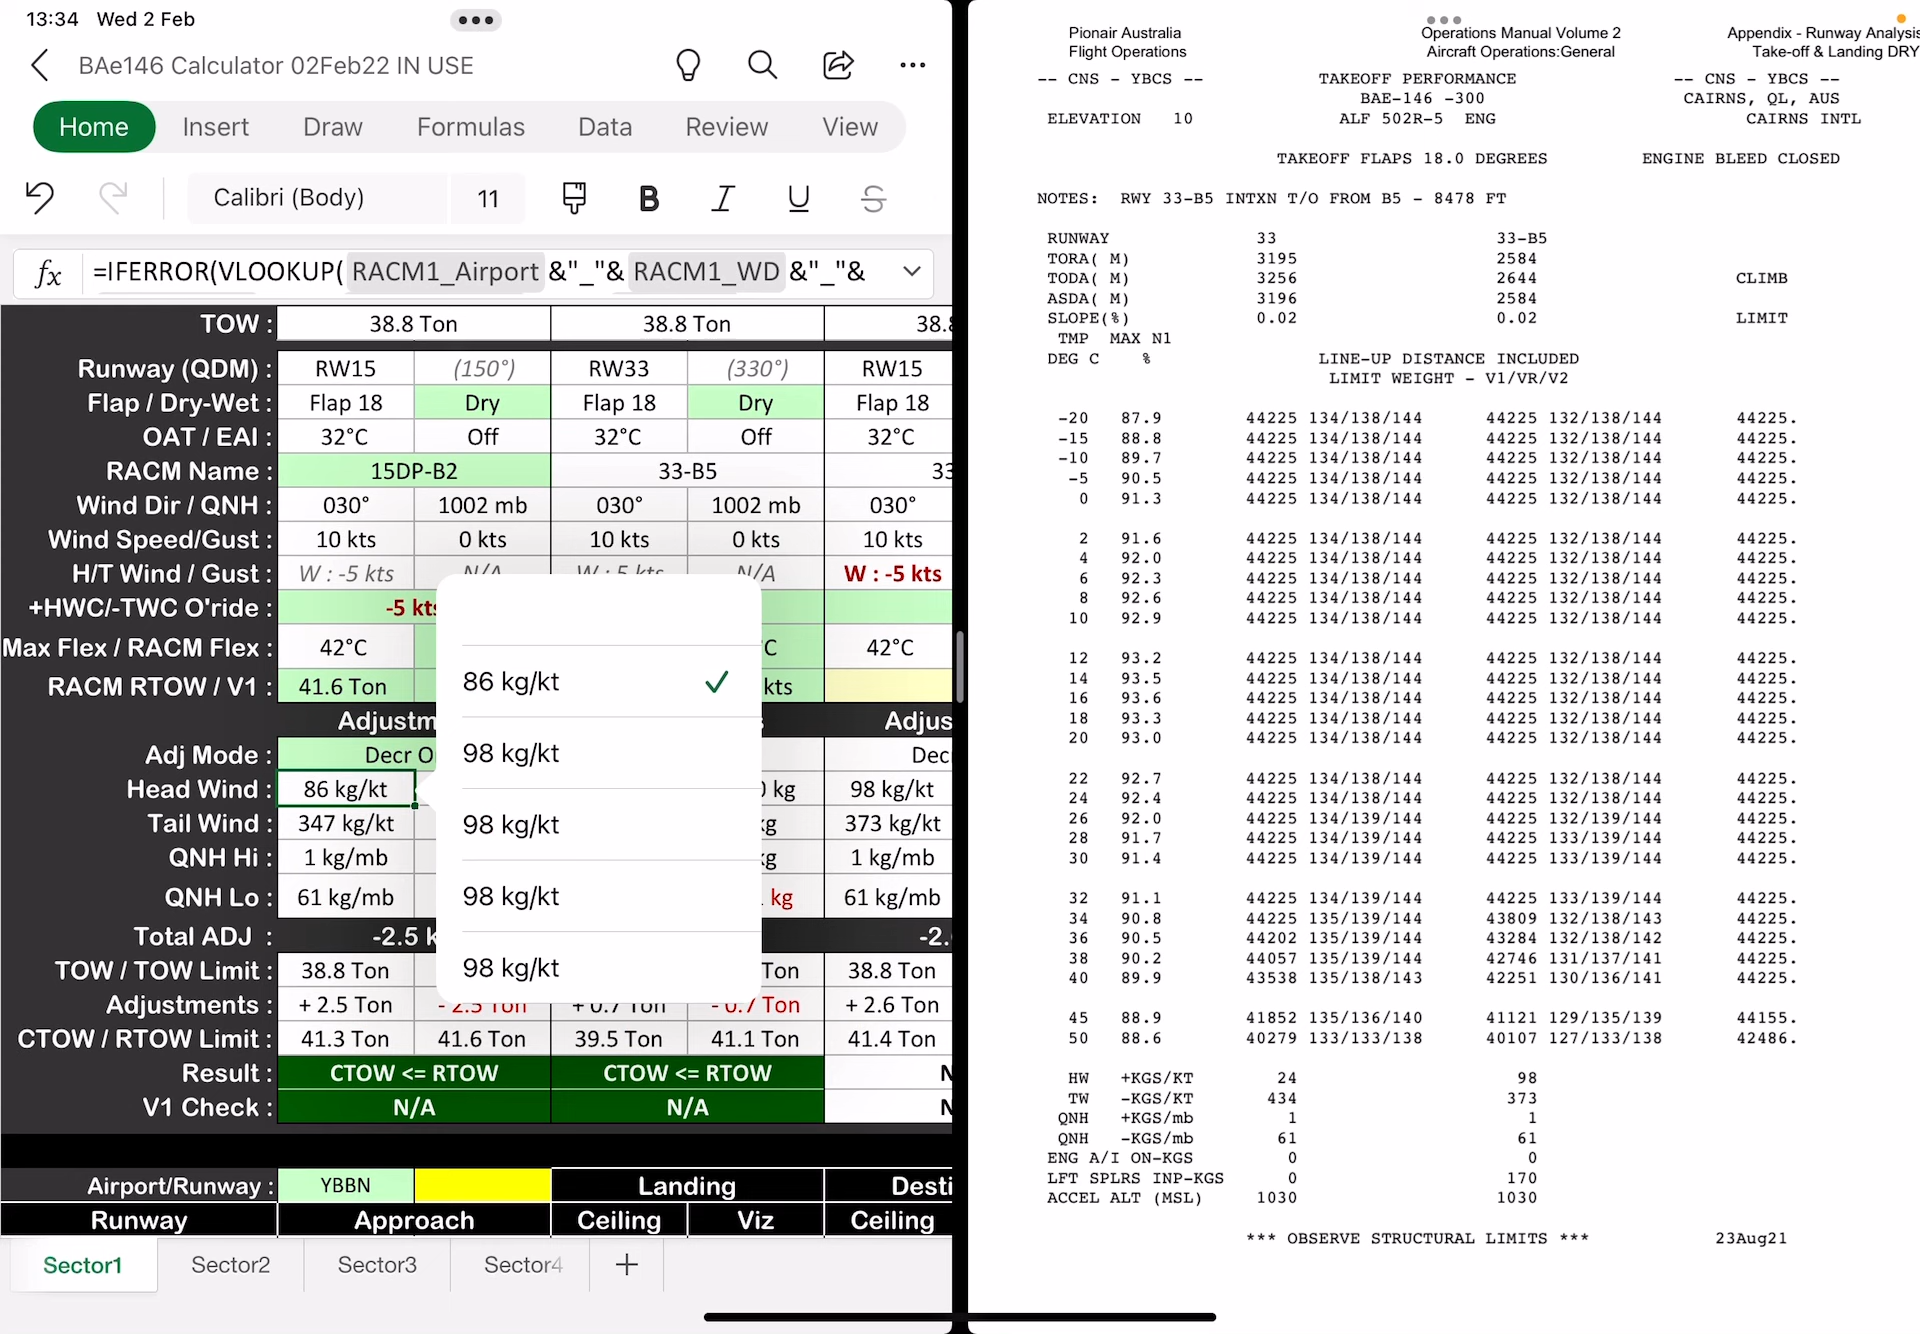 13:34 Wed 2 Feb
BAe146 Calculator 02Feb22 IN USE
Home Insert Draw Formulas Data Review View
Calibri (Body) 11 B I U S
fx =IFERROR(VLOOKUP( RACM1_Airport &"_"& RACM1_WD &"_"&
TOW : 38.8 Ton 38.8 Ton 38.8
Runway (QDM) : RW15 (150°) RW33 (330°) RW15
Flap / Dry-Wet : Flap 18 Dry Flap 18 Dry Flap 18
OAT / EAI : 32°C Off 32°C Off 32°C
RACM Name : 15DP-B2 33-B5 33
Wind Dir / QNH : 030° 1002 mb 030° 1002 mb 030°
Wind Speed/Gust : 10 kts 0 kts 10 kts 0 kts 10 kts
H/T Wind / Gust : W : -5 kts N/A W : 5 kts N/A W : -5 kts
+HWC/-TWC O'ride : -5 kts
Max Flex / RACM Flex : 42°C C 42°C
RACM RTOW / V1 : 41.6 Ton kts
Adjustm s Adjus
Adj Mode : Decr O Dec
Head Wind : 86 kg/kt 0 kg 98 kg/kt
Tail Wind : 347 kg/kt kg 373 kg/kt
QNH Hi : 1 kg/mb kg 1 kg/mb
QNH Lo : 61 kg/mb kg 61 kg/mb
Total ADJ : -2.5 k -2.
TOW / TOW Limit : 38.8 Ton Ton 38.8 Ton
Adjustments : + 2.5 Ton - 2.5 Ton + 0.7 Ton - 0.7 Ton + 2.6 Ton
CTOW / RTOW Limit : 41.3 Ton 41.6 Ton 39.5 Ton 41.1 Ton 41.4 Ton
Result : CTOW <= RTOW CTOW <= RTOW N
V1 Check : N/A N/A N
86 kg/kt
98 kg/kt
98 kg/kt
98 kg/kt
98 kg/kt
Airport/Runway : YBBN Landing Desti
Runway Approach Ceiling Viz Ceiling
Sector1 Sector2 Sector3 Sector4 +
Pionair Australia Operations Manual Volume 2 Appendix - Runway Analysis
Flight Operations Aircraft Operations:General Take-off & Landing DRY
-- CNS - YBCS -- TAKEOFF PERFORMANCE -- CNS - YBCS --
BAE-146 -300 CAIRNS, QL, AUS
ELEVATION 10 ALF 502R-5 ENG CAIRNS INTL
TAKEOFF FLAPS 18.0 DEGREES ENGINE BLEED CLOSED
NOTES: RWY 33-B5 INTXN T/O FROM B5 - 8478 FT
RUNWAY 33 33-B5
TORA( M) 3195 2584
TODA( M) 3256 2644 CLIMB
ASDA( M) 3196 2584
SLOPE(%) 0.02 0.02 LIMIT
TMP MAX N1
DEG C % LINE-UP DISTANCE INCLUDED
LIMIT WEIGHT - V1/VR/V2
-20 87.9 44225 134/138/144 44225 132/138/144 44225.
-15 88.8 44225 134/138/144 44225 132/138/144 44225.
-10 89.7 44225 134/138/144 44225 132/138/144 44225.
-5 90.5 44225 134/138/144 44225 132/138/144 44225.
0 91.3 44225 134/138/144 44225 132/138/144 44225.
2 91.6 44225 134/138/144 44225 132/138/144 44225.
4 92.0 44225 134/138/144 44225 132/138/144 44225.
6 92.3 44225 134/138/144 44225 132/138/144 44225.
8 92.6 44225 134/138/144 44225 132/138/144 44225.
10 92.9 44225 134/138/144 44225 132/138/144 44225.
12 93.2 44225 134/138/144 44225 132/138/144 44225.
14 93.5 44225 134/138/144 44225 132/138/144 44225.
16 93.6 44225 134/138/144 44225 132/138/144 44225.
18 93.3 44225 134/138/144 44225 132/138/144 44225.
20 93.0 44225 134/138/144 44225 132/138/144 44225.
22 92.7 44225 134/138/144 44225 132/138/144 44225.
24 92.4 44225 134/138/144 44225 132/138/144 44225.
26 92.0 44225 134/139/144 44225 132/138/144 44225.
28 91.7 44225 134/139/144 44225 133/139/144 44225.
30 91.4 44225 134/139/144 44225 133/139/144 44225.
32 91.1 44225 134/139/144 44225 133/139/144 44225.
34 90.8 44225 135/139/144 43809 132/138/143 44225.
36 90.5 44202 135/139/144 43284 132/138/142 44225.
38 90.2 44057 135/139/144 42746 131/137/141 44225.
40 89.9 43538 135/138/143 42251 130/136/141 44225.
45 88.9 41852 135/136/140 41121 129/135/139 44155.
50 88.6 40279 133/133/138 40107 127/133/138 42486.
HW +KGS/KT 24 98
TW -KGS/KT 434 373
QNH +KGS/mb 1 1
QNH -KGS/mb 61 61
ENG A/I ON-KGS 0 0
LFT SPLRS INP-KGS 0 170
ACCEL ALT (MSL) 1030 1030
*** OBSERVE STRUCTURAL LIMITS *** 23Aug21